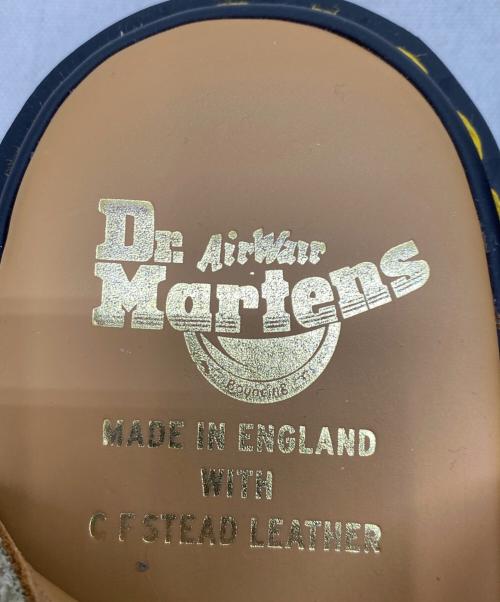 Dr. AirWair
Martens
Bouncing
MADE IN ENGLAND
WITH
C F STEAD LEATHER